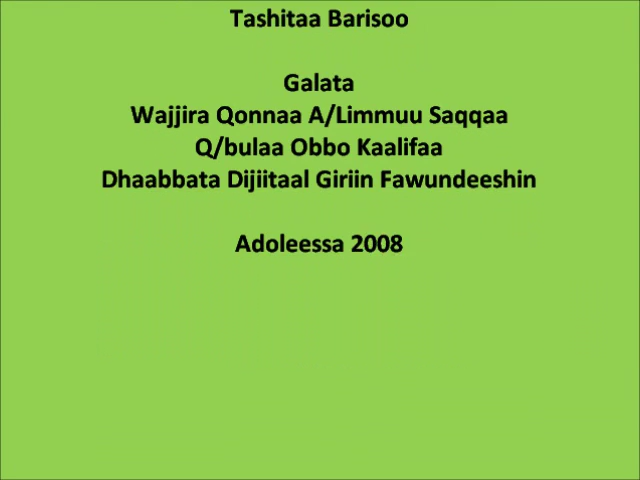 Tashitaa Barisoo
Galata
Wajjira Qonnaa A/Limmuu Saqqaa
Q/bulaa Obbo Kaalifaa
Dhaabbata Dijiitaal Giriin Fawundeeshin
Adoleessa 2008